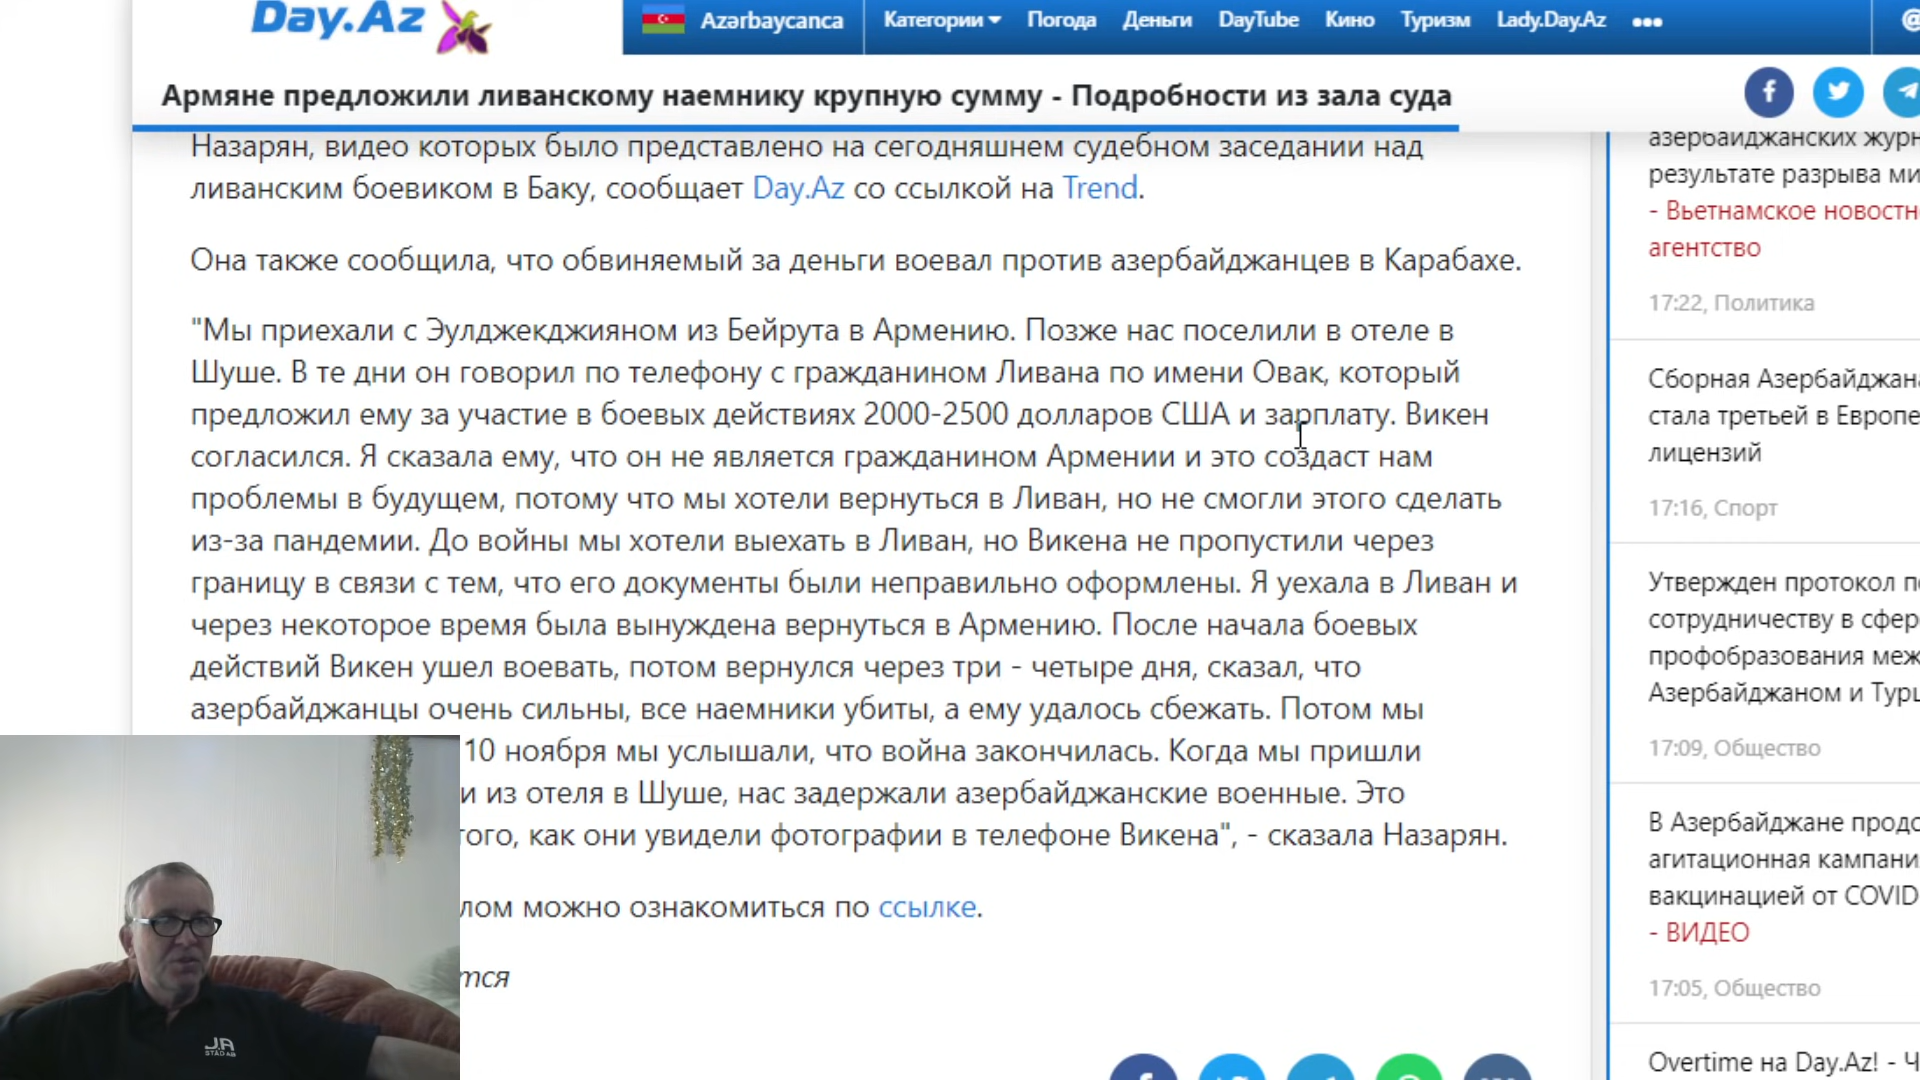 Day.Az
Azərbaycanca
Категории
Погода
Деньги
DayTube
Кино
Туризм
Lady.Day.Az
Армяне предложили ливанскому наемнику крупную сумму - Подробности из зала суда
Назарян, видео которых было представлено на сегодняшнем судебном заседании над
ливанским боевиком в Баку, сообщает Day.Az со ссылкой на Trend.
Она также сообщила, что обвиняемый за деньги воевал против азербайджанцев в Карабахе.
"Мы приехали с Эулджекджияном из Бейрута в Армению. Позже нас поселили в отеле в
Шуше. В те дни он говорил по телефону с гражданином Ливана по имени Овак, который
предложил ему за участие в боевых действиях 2000-2500 долларов США и зарплату. Викен
согласился. Я сказала ему, что он не является гражданином Армении и это создаст нам
проблемы в будущем, потому что мы хотели вернуться в Ливан, но не смогли этого сделать
из-за пандемии. До войны мы хотели выехать в Ливан, но Викена не пропустили через
границу в связи с тем, что его документы были неправильно оформлены. Я уехала в Ливан и
через некоторое время была вынуждена вернуться в Армению. После начала боевых
действий Викен ушел воевать, потом вернулся через три - четыре дня, сказал, что
азербайджанцы очень сильны, все наемники убиты, а ему удалось сбежать. Потом мы
10 ноября мы услышали, что война закончилась. Когда мы пришли
и из отеля в Шуше, нас задержали азербайджанские военные. Это
того, как они увидели фотографии в телефоне Викена", - сказала Назарян.
лом можно ознакомиться по ссылке.
тся
J.A
азербайджанских журн
результате разрыва ми
- Вьетнамское новостн
агентство
17:22, Политика
Сборная Азербайджана
стала третьей в Европе
лицензий
17:16, Спорт
Утвержден протокол п
сотрудничеству в сфер
профобразования меж
Азербайджаном и Турц
17:09, Общество
В Азербайджане продо
агитационная кампани
вакцинацией от COVID
- ВИДЕО
17:05, Общество
Overtime на Day.Az! - Ч